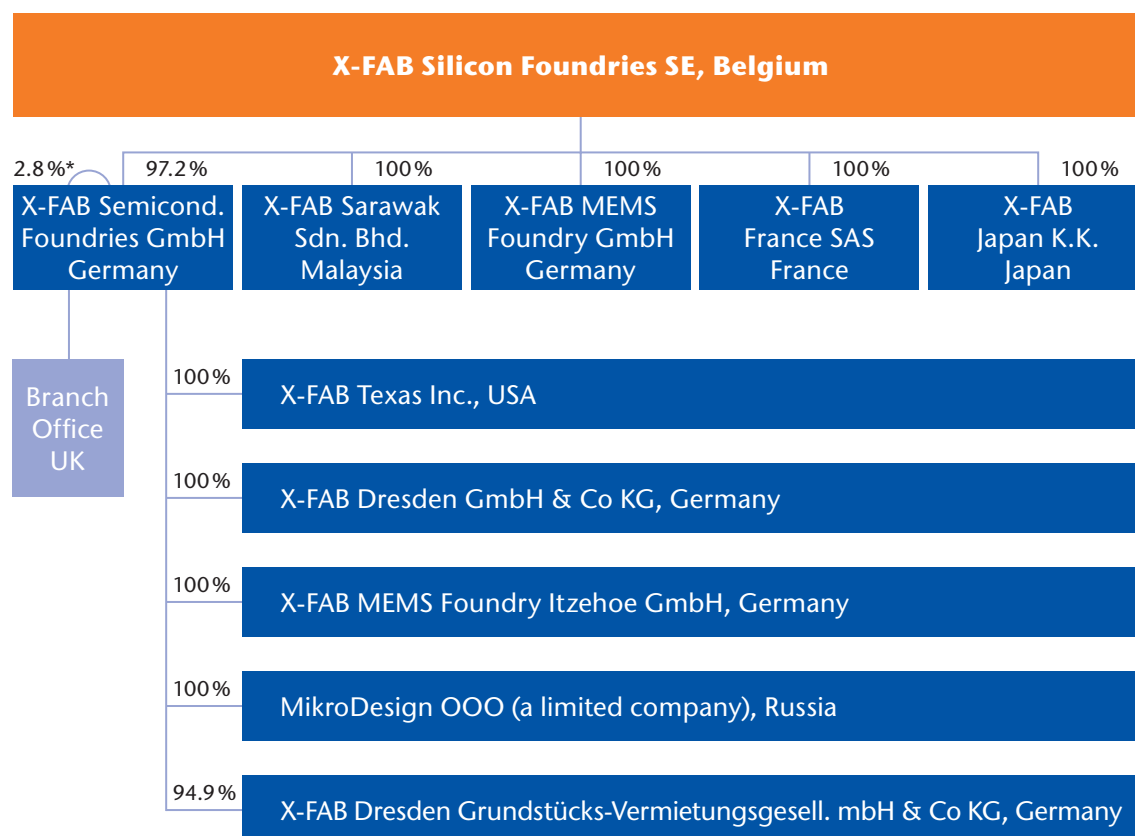 X-FAB Silicon Foundries SE, Belgium
2.8%* 97.2% 100% 100% 100% 100%
X-FAB Semicond.
Foundries GmbH
Germany
X-FAB Sarawak
Sdn. Bhd.
Malaysia
X-FAB MEMS
Foundry GmbH
Germany
X-FAB
France SAS
France
X-FAB
Japan K.K.
Japan
Branch
Office
UK
100%
X-FAB Texas Inc., USA
100%
X-FAB Dresden GmbH & Co KG, Germany
100%
X-FAB MEMS Foundry Itzehoe GmbH, Germany
100%
MikroDesign OOO (a limited company), Russia
94.9%
X-FAB Dresden Grundstücks-Vermietungsgesell. mbH & Co KG, Germany